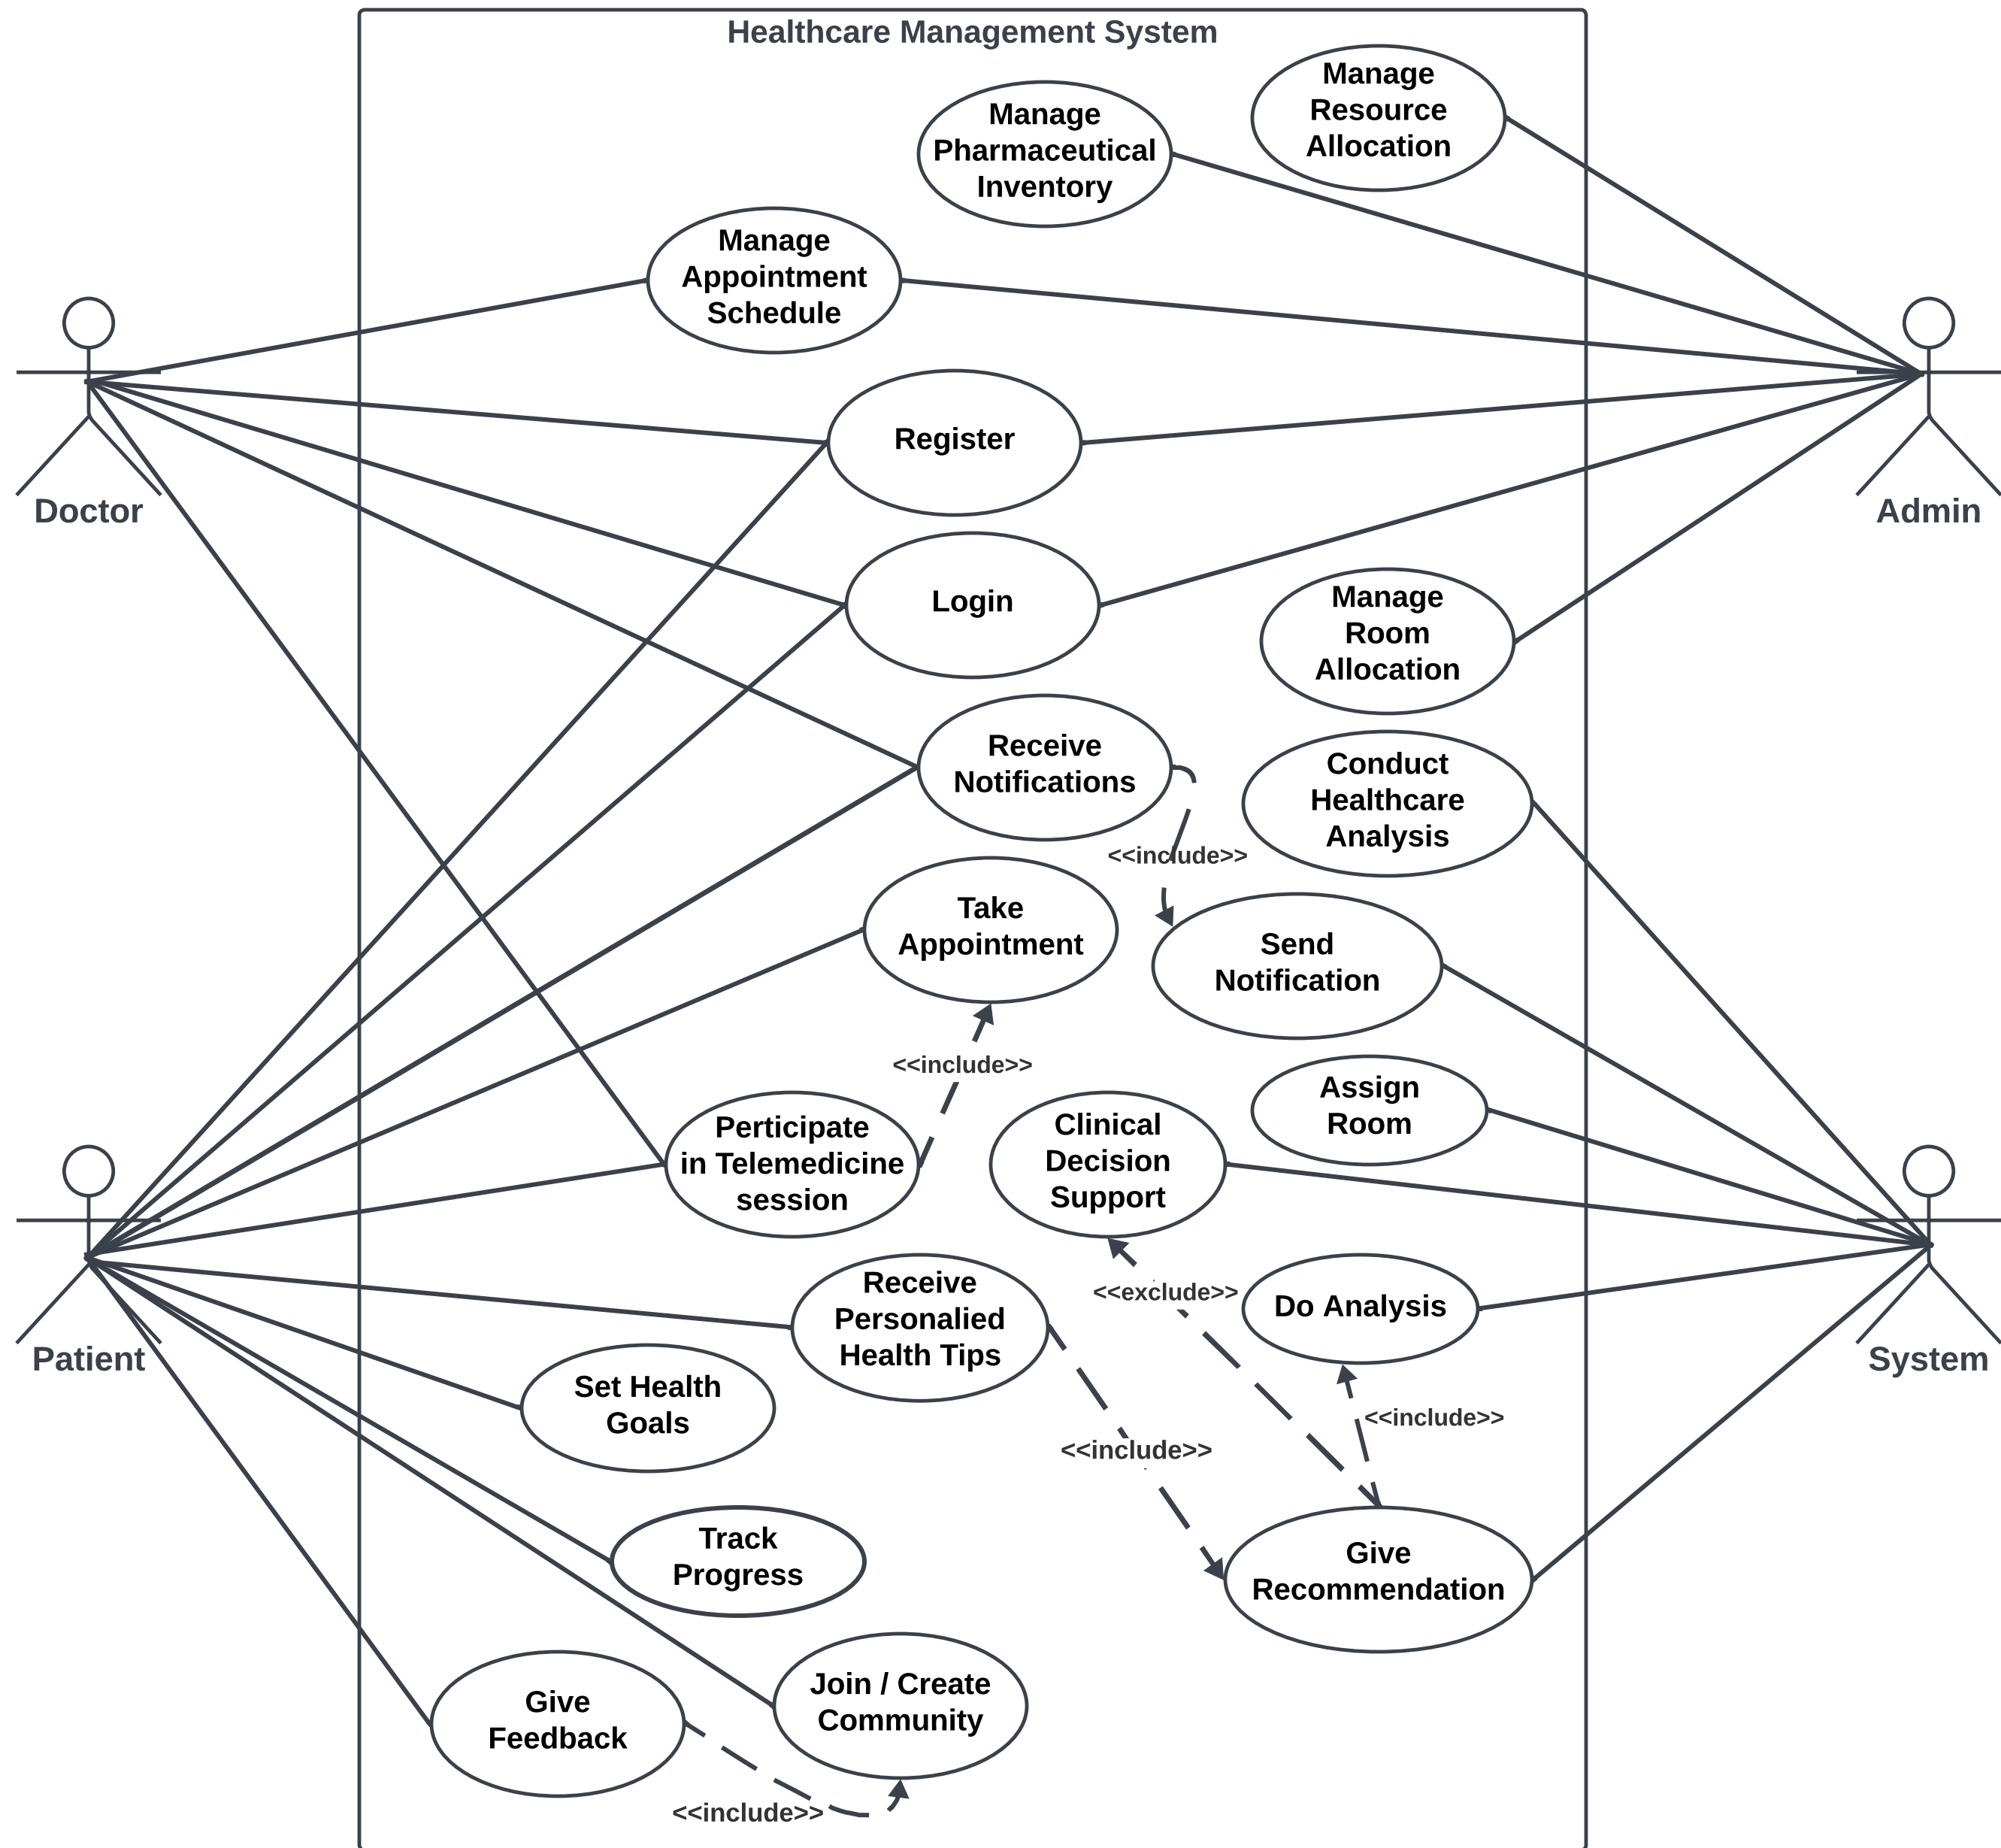 Healthcare Management System
Manage
Resource
Allocation
Manage
Pharmaceutical
Inventory
Manage
Appointment
Schedule
Register
Doctor
Admin
Login
Manage
Room
Allocation
Receive
Notifications
Conduct
Healthcare
Analysis
<<include>>
Take
Appointment
Send
Notification
<<include>>
Assign
Room
Perticipate
in Telemedicine
session
Clinical
Decision
Support
Receive
Personalied
Health Tips
<<exclude>>
Do Analysis
Patient
System
Set Health
Goals
<<include>>
<<include>>
Track
Progress
Give
Recommendation
Join / Create
Community
Give
Feedback
<<include>>